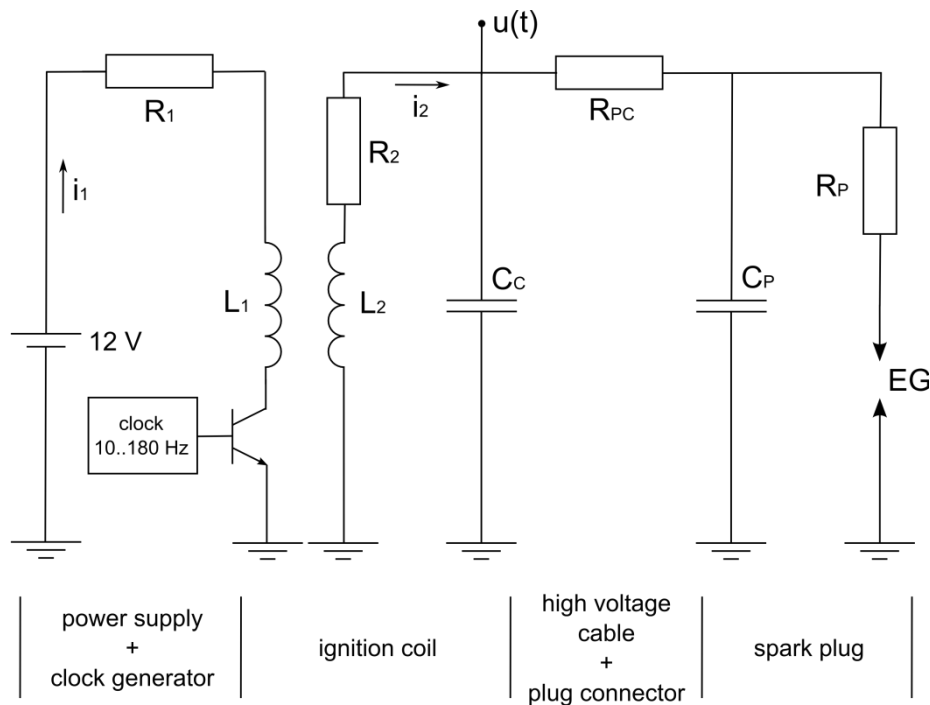 u(t)
R1
i2
RPC
R2
i1
RP
L1
L2
CC
CP
12 V
EG
clock
10..180 Hz
power supply
+
clock generator
ignition coil
high voltage
cable
+
plug connector
spark plug